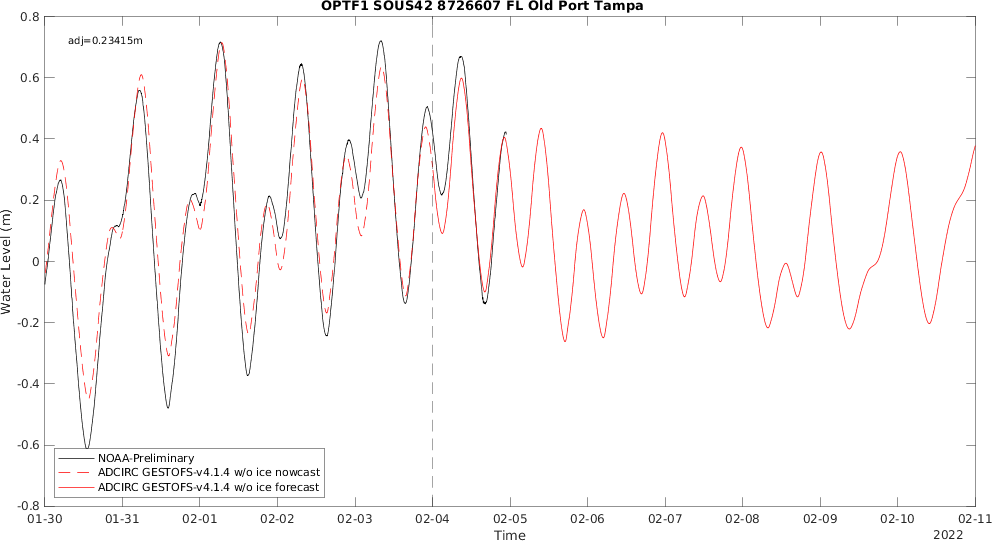 OPTF1 SOUS42 8726607 FL Old Port Tampa
adj=0.23415m
0.8
0.6
0.4
0.2
0
-0.2
-0.4
-0.6
-0.8
Water Level (m)
NOAA-Preliminary
ADCIRC GESTOFS-v4.1.4 w/o ice nowcast
ADCIRC GESTOFS-v4.1.4 w/o ice forecast
01-30 01-31 02-01 02-02 02-03 02-04 02-05 02-06 02-07 02-08 02-09 02-10 02-11
Time
2022